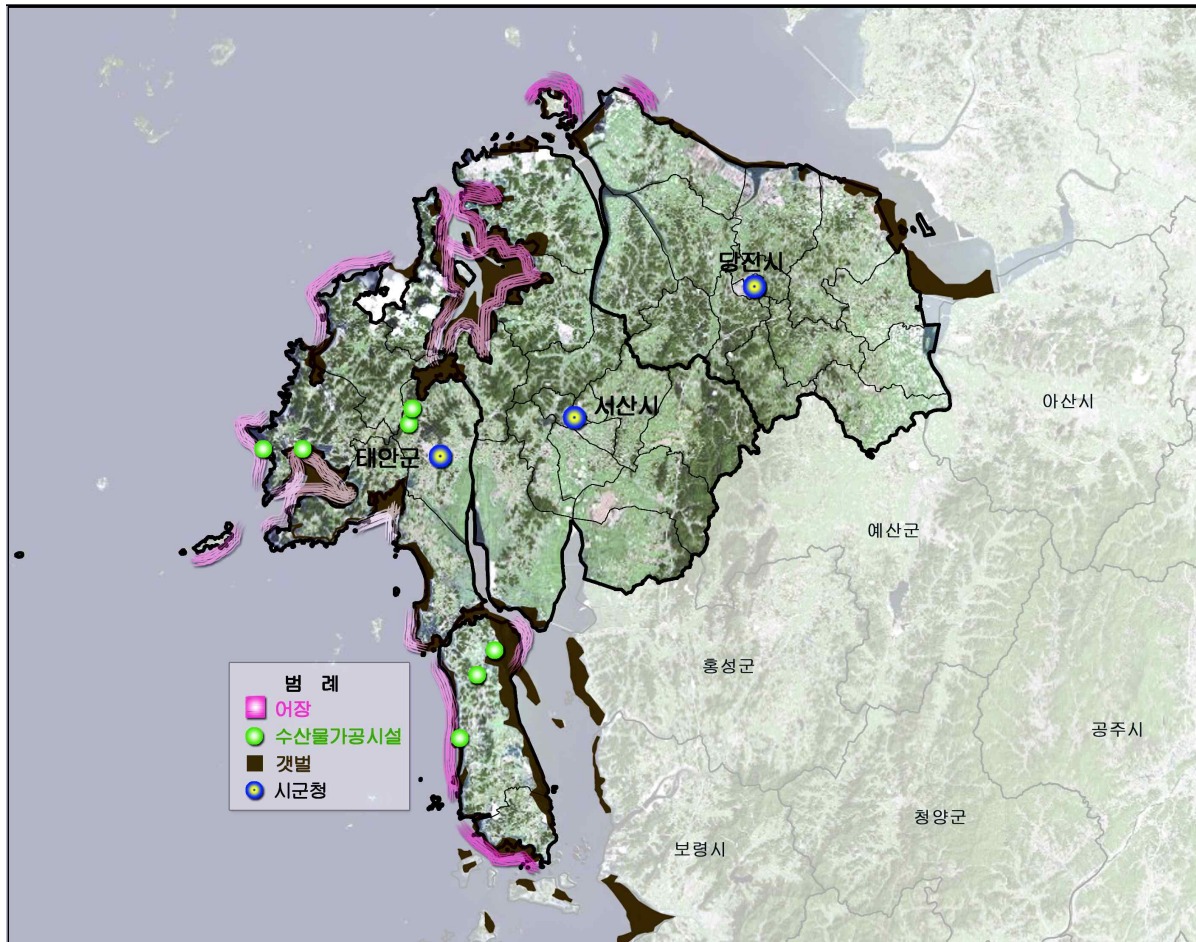 당진시
서산시
아산시
태안군
예산군
홍성군
범 례
어장
수산물가공시설
갯벌
시군청
공주시
청양군
보령시